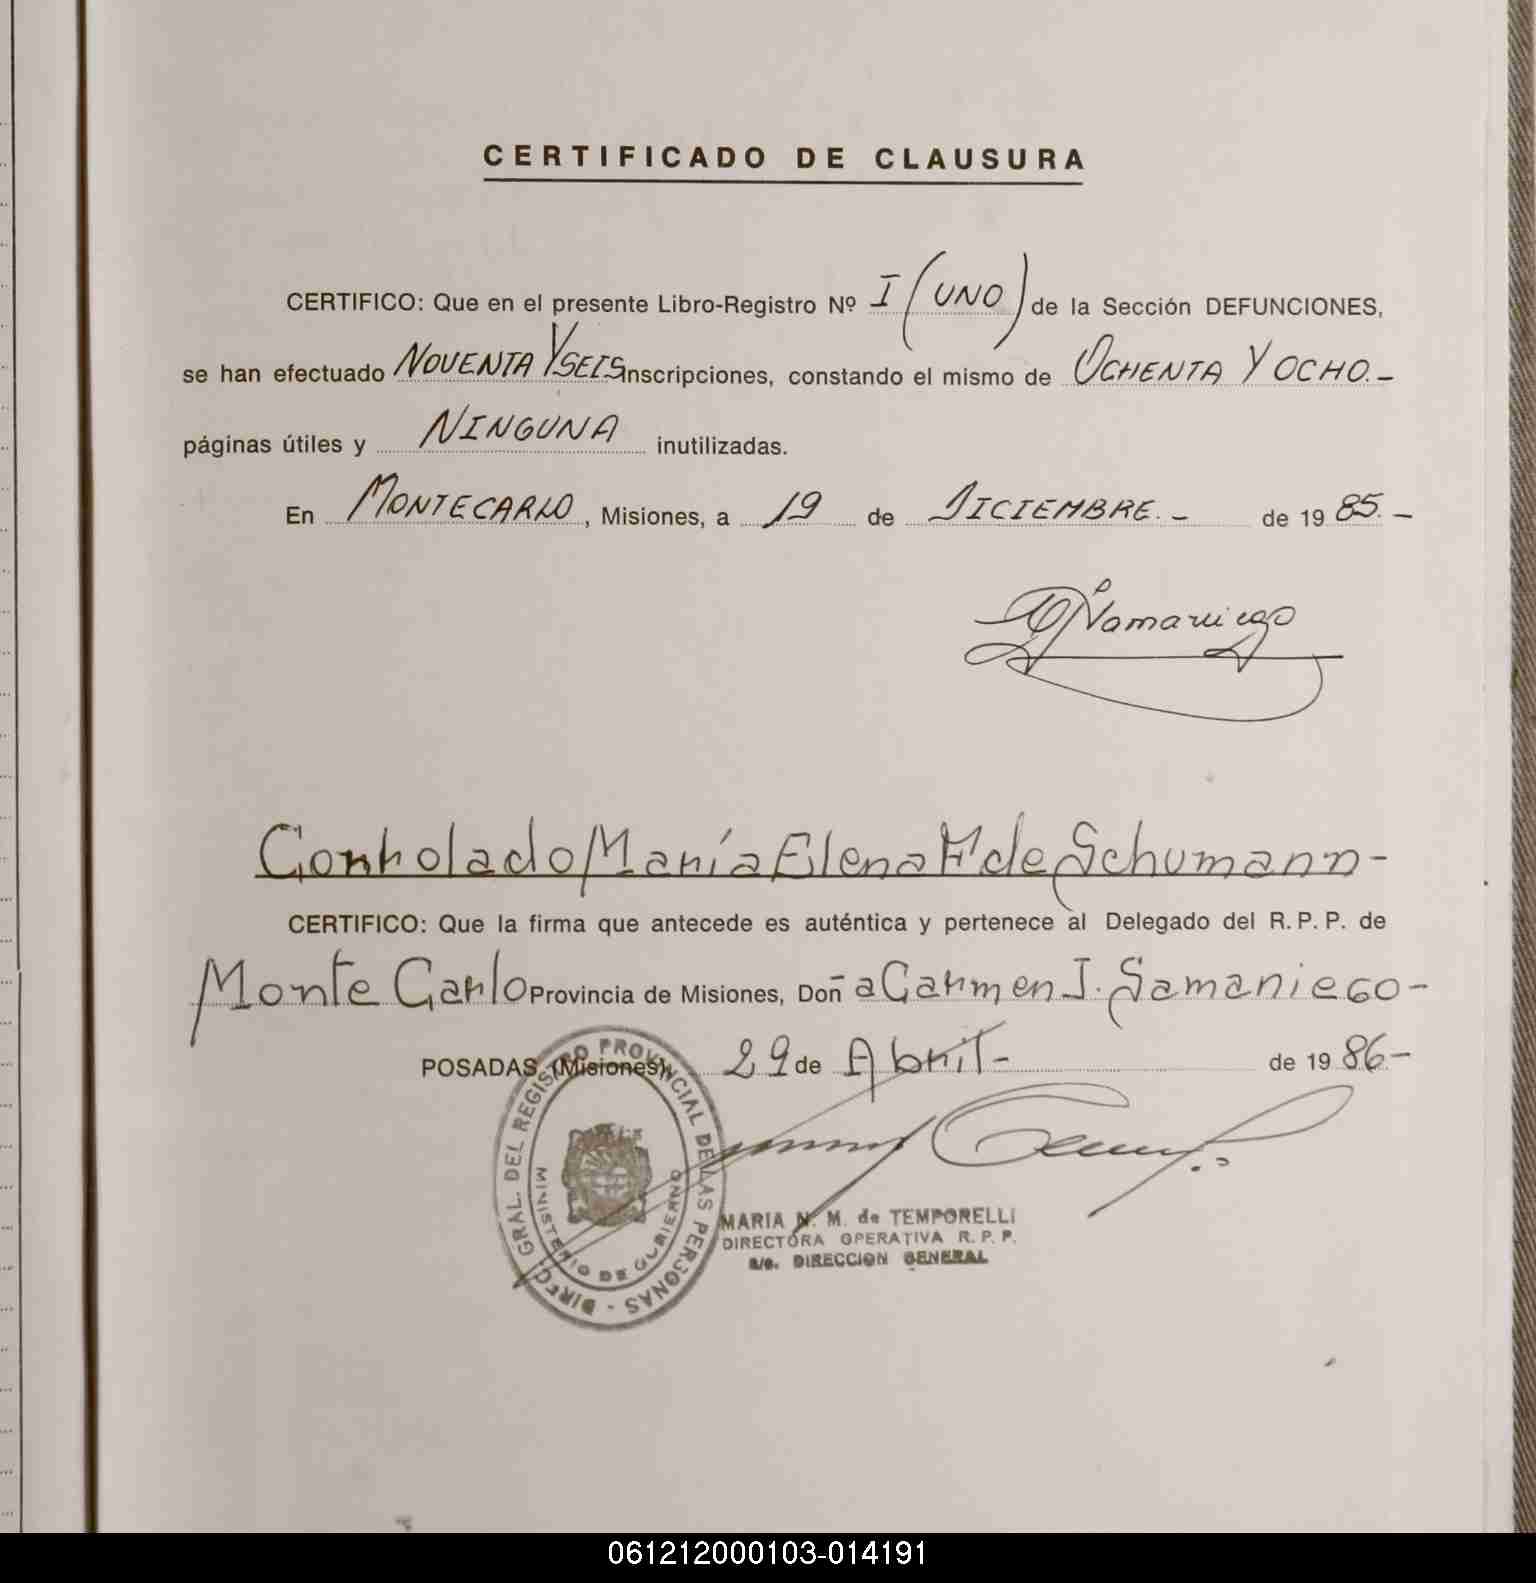 CERTIFICADO DE CLAUSURA
CERTIFICO: Que en el presente Libro-Registro Nº I (UNO) de la Sección DEFUNCIONES,
se han efectuado NOVENTA Y SEIS inscripciones, constando el mismo de OCHENTA Y OCHO.-
páginas útiles y NINGUNA inutilizadas.
En MONTECARLO, Misiones, a 19 de DICIEMBRE.- de 1985.-
Controlado María Elena F. de Schumann-
CERTIFICO: Que la firma que antecede es auténtica y pertenece al Delegado del R. P. P. de
Monte Carlo Provincia de Misiones, Doña Carmen I. Samaniego-
POSADAS, (Misiones), 29 de Abril- de 1986-
DIREC. GRAL. DEL REGISTRO PROVINCIAL DE LAS PERSONAS -
MINISTERIO DE GOBIERNO
MARIA N. M. de TEMPORELLI
DIRECTORA OPERATIVA R. P. P.
a/c. DIRECCION GENERAL
061212000103-014191